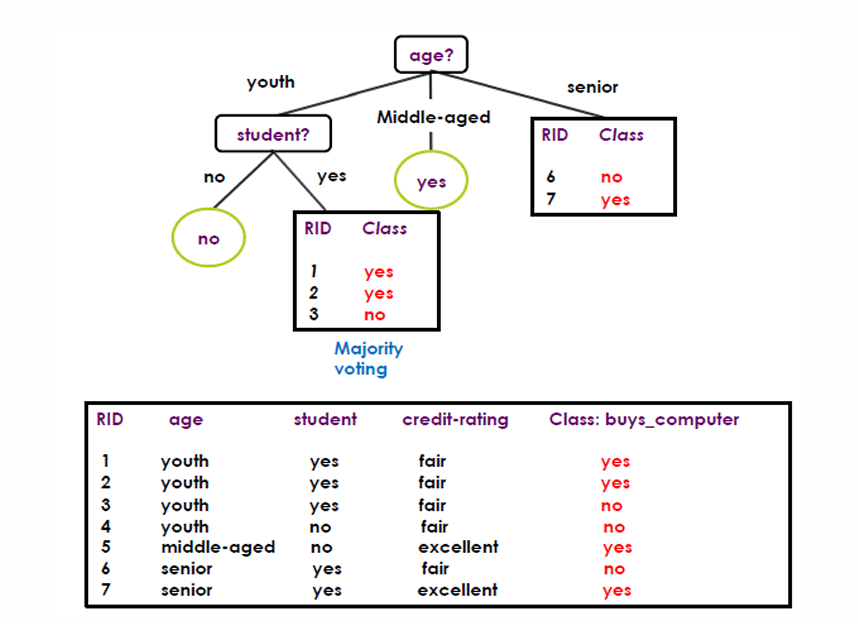 age?
youth
senior
Middle-aged
student?
RID Class
no
yes
yes
6 no
7 yes
no
RID Class
1 yes
2 yes
3 no
Majority
voting
RID age student credit-rating Class: buys_computer
1 youth yes fair yes
2 youth yes fair yes
3 youth yes fair no
4 youth no fair no
5 middle-aged no excellent yes
6 senior yes fair no
7 senior yes excellent yes